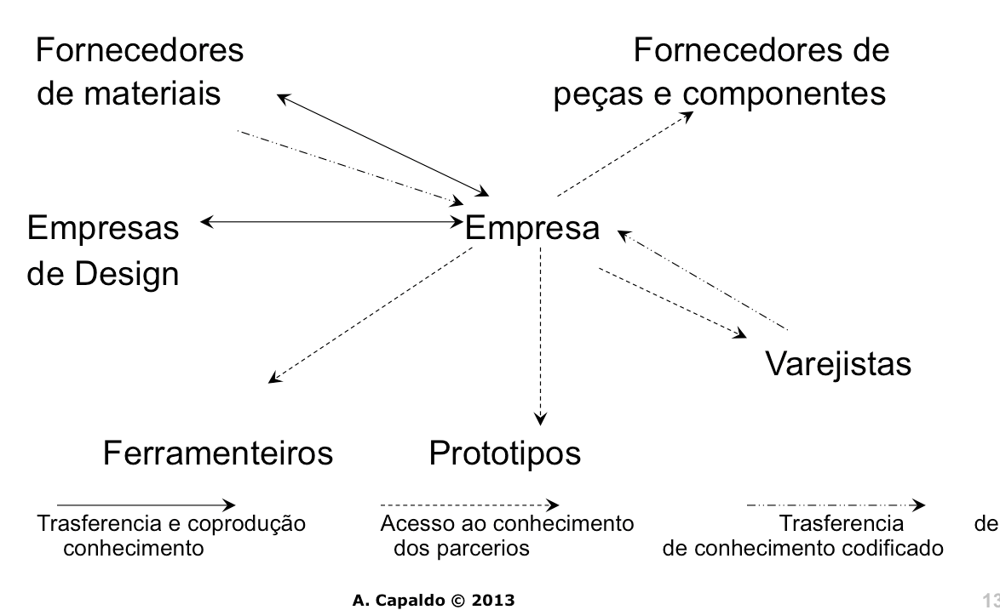 Fornecedores
de materiais
Fornecedores de
peças e componentes
Empresas
de Design
Empresa
Varejistas
Ferramenteiros
Prototipos
Trasferencia e coprodução
conhecimento
Acesso ao conhecimento
dos parcerios
Trasferencia de
de conhecimento codificado
A. Capaldo © 2013
13